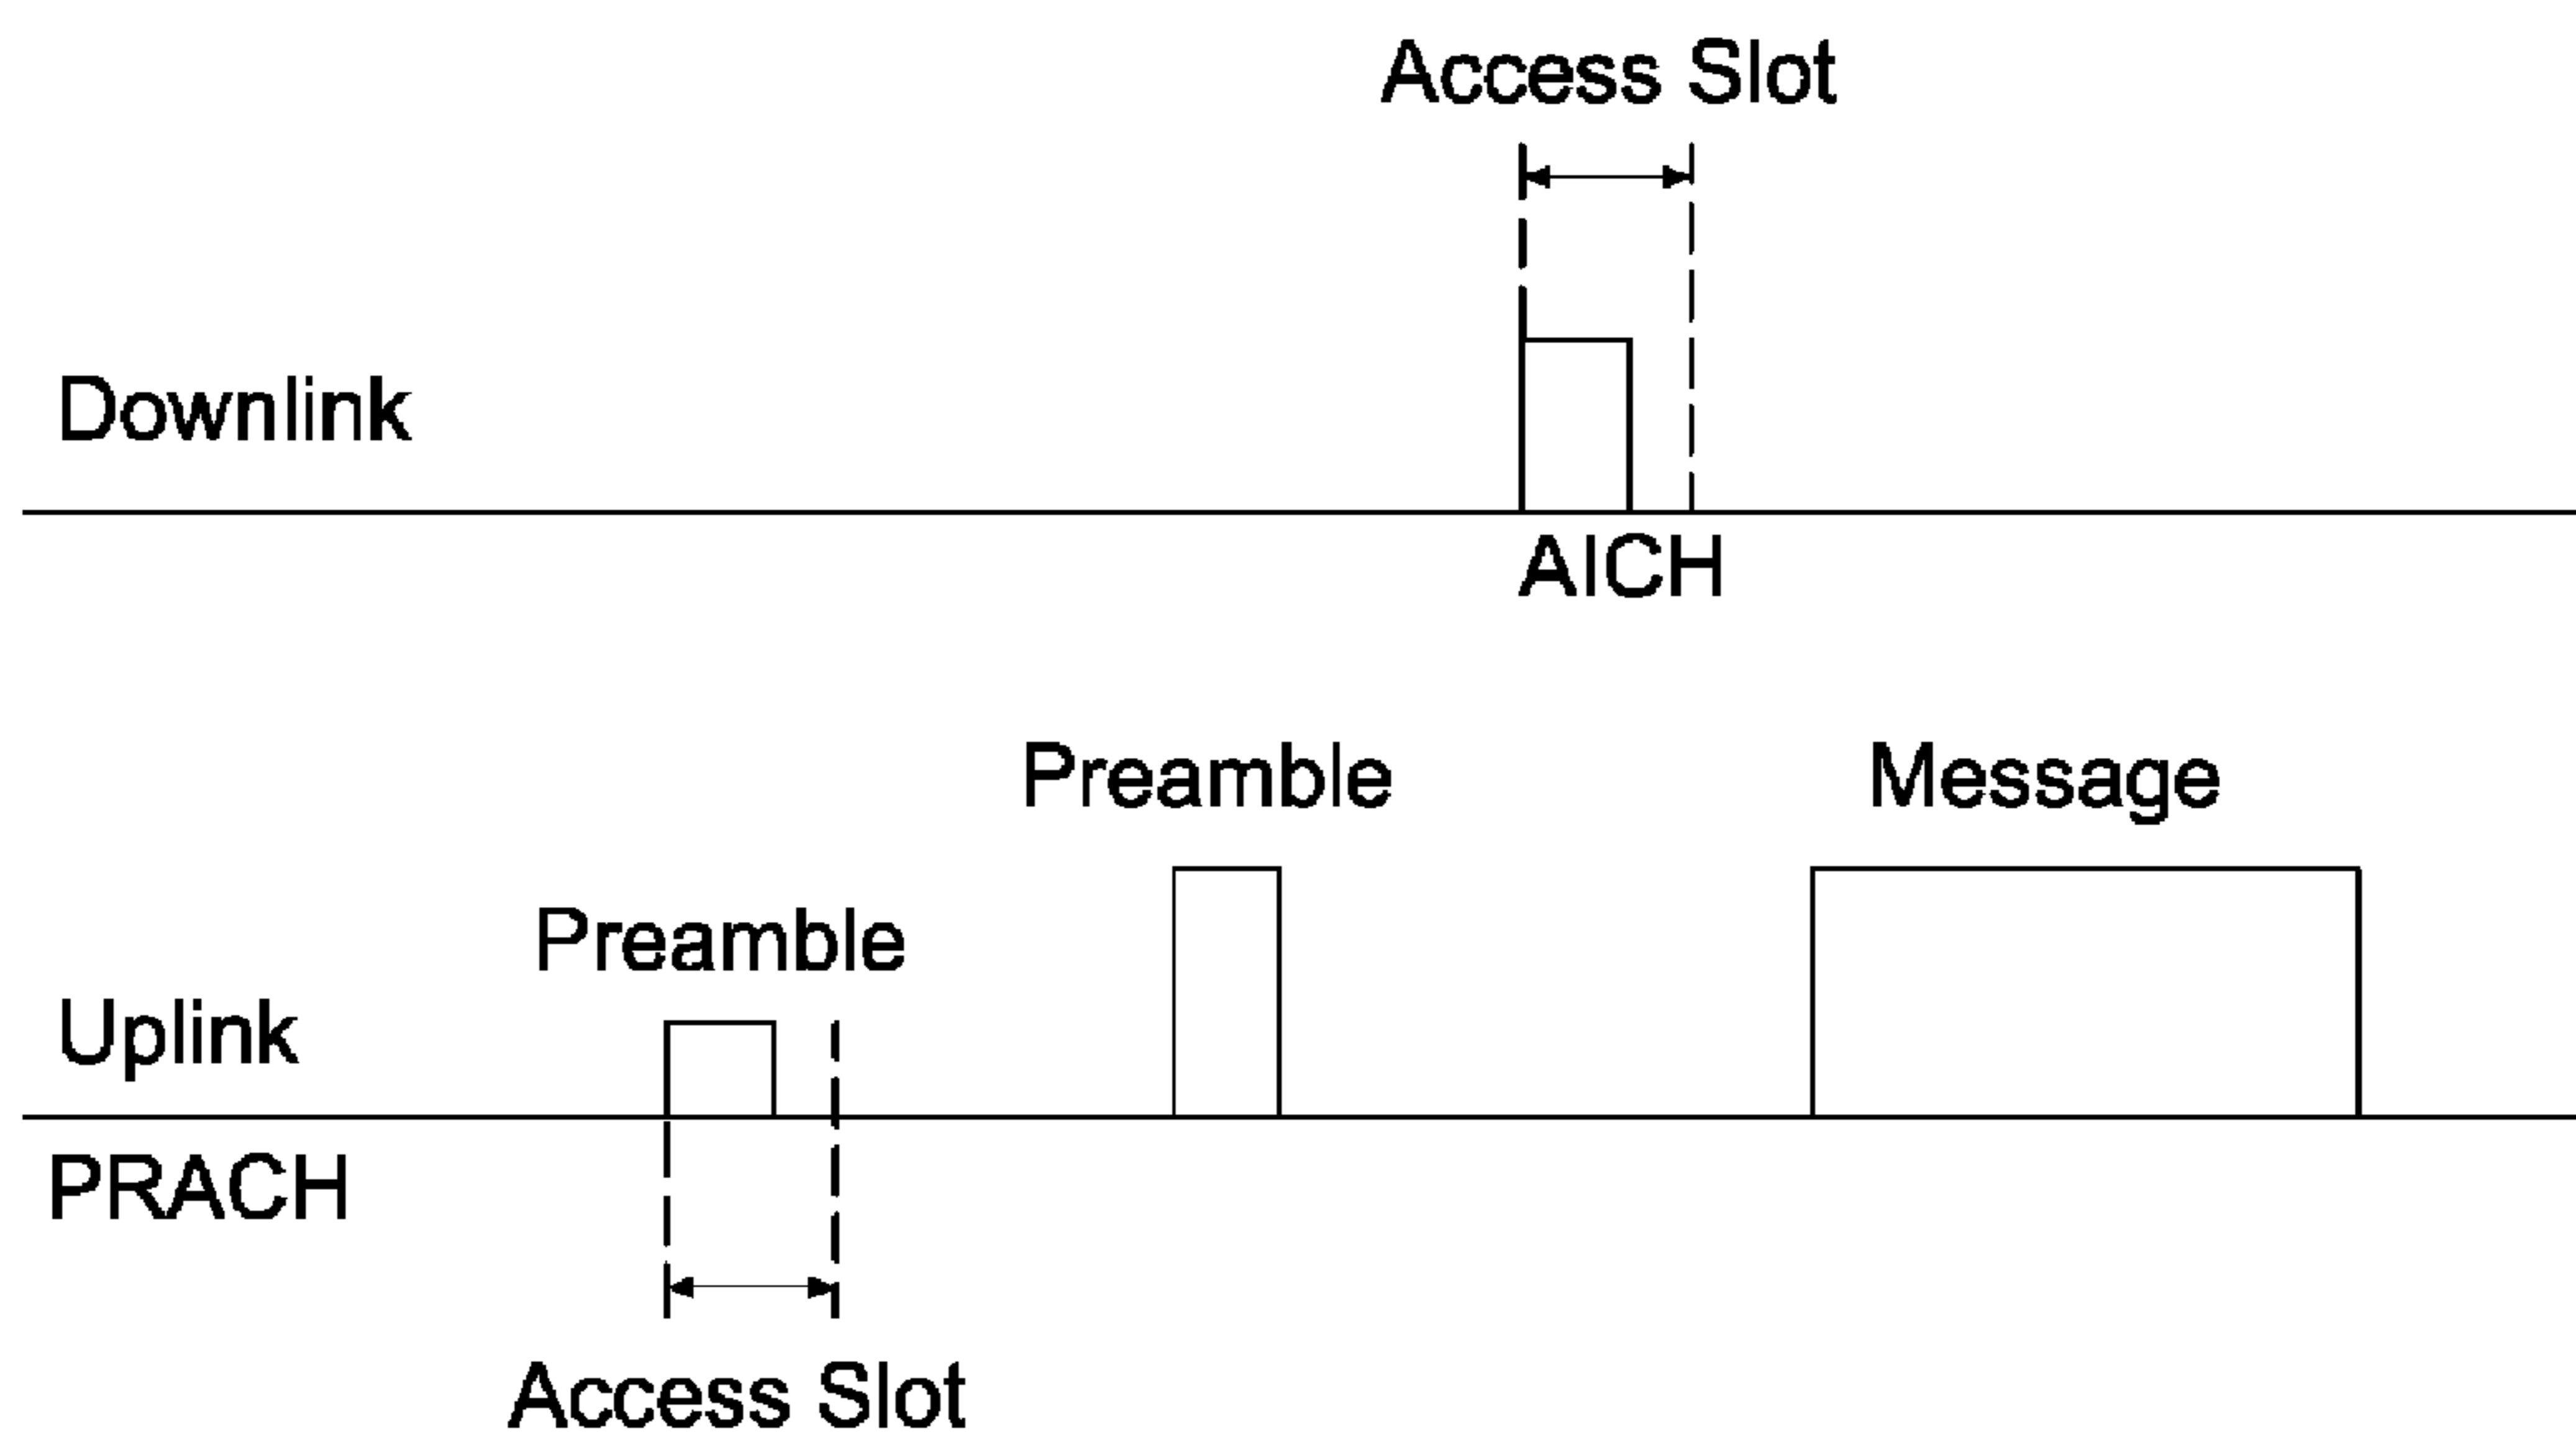 Access Slot
Downlink
AICH
Preamble
Message
Preamble
Uplink
PRACH
Access Slot